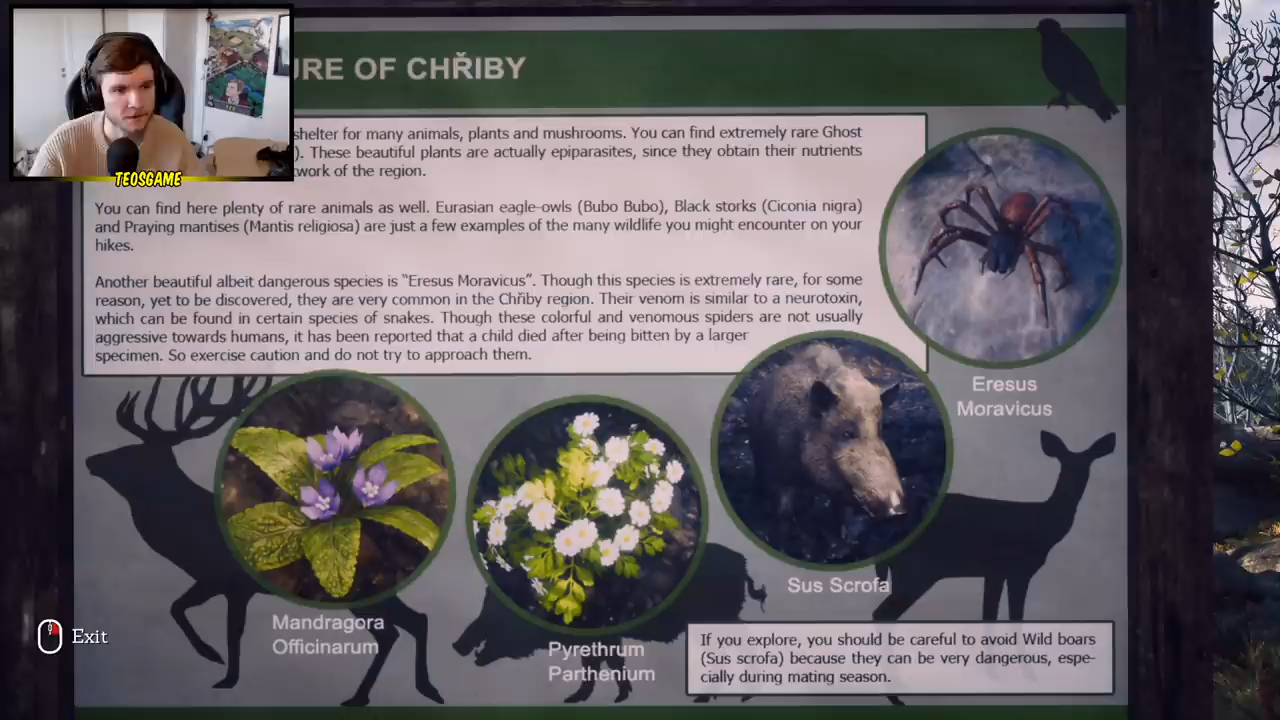 URE OF CHŘIBY
shelter for many animals, plants and mushrooms. You can find extremely rare Ghost
). These beautiful plants are actually epiparasites, since they obtain their nutrients
twork of the region.
You can find here plenty of rare animals as well. Eurasian eagle-owls (Bubo Bubo), Black storks (Ciconia nigra)
and Praying mantises (Mantis religiosa) are just a few examples of the many wildlife you might encounter on your
hikes.
Another beautiful albeit dangerous species is “Eresus Moravicus”. Though this species is extremely rare, for some
reason, yet to be discovered, they are very common in the Chřiby region. Their venom is similar to a neurotoxin,
which can be found in certain species of snakes. Though these colorful and venomous spiders are not usually
aggressive towards humans, it has been reported that a child died after being bitten by a larger
specimen. So exercise caution and do not try to approach them.
TEOSGAME
Eresus
Moravicus
Sus Scrofa
Mandragora
Officinarum
Pyrethrum
Parthenium
If you explore, you should be careful to avoid Wild boars
(Sus scrofa) because they can be very dangerous, espe-
cially during mating season.
Exit